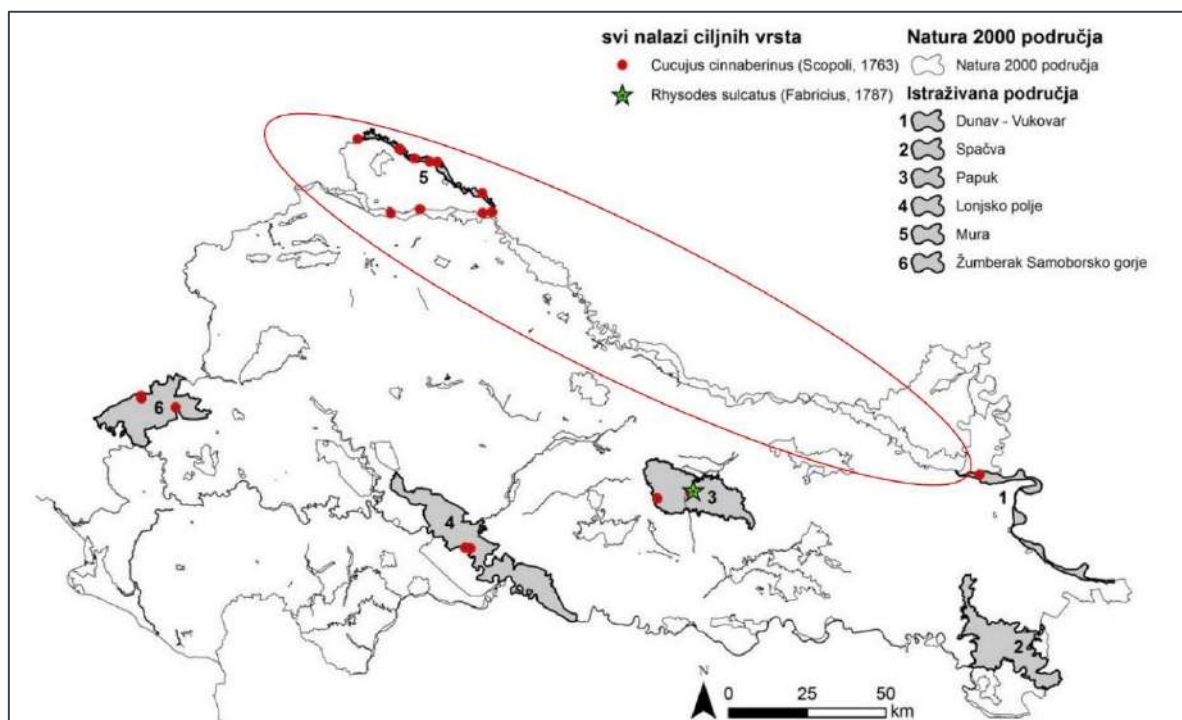 svi nalazi ciljnih vrsta
Cucujus cinnaberinus (Scopoli, 1763)
Rhysodes sulcatus (Fabricius, 1787)
Natura 2000 područja
Natura 2000 područja
Istraživana područja
1 Dunav - Vukovar
2 Spačva
3 Papuk
4 Lonjsko polje
5 Mura
6 Žumberak Samoborsko gorje
5
6
3
1
4
2
N
0 25 50
km